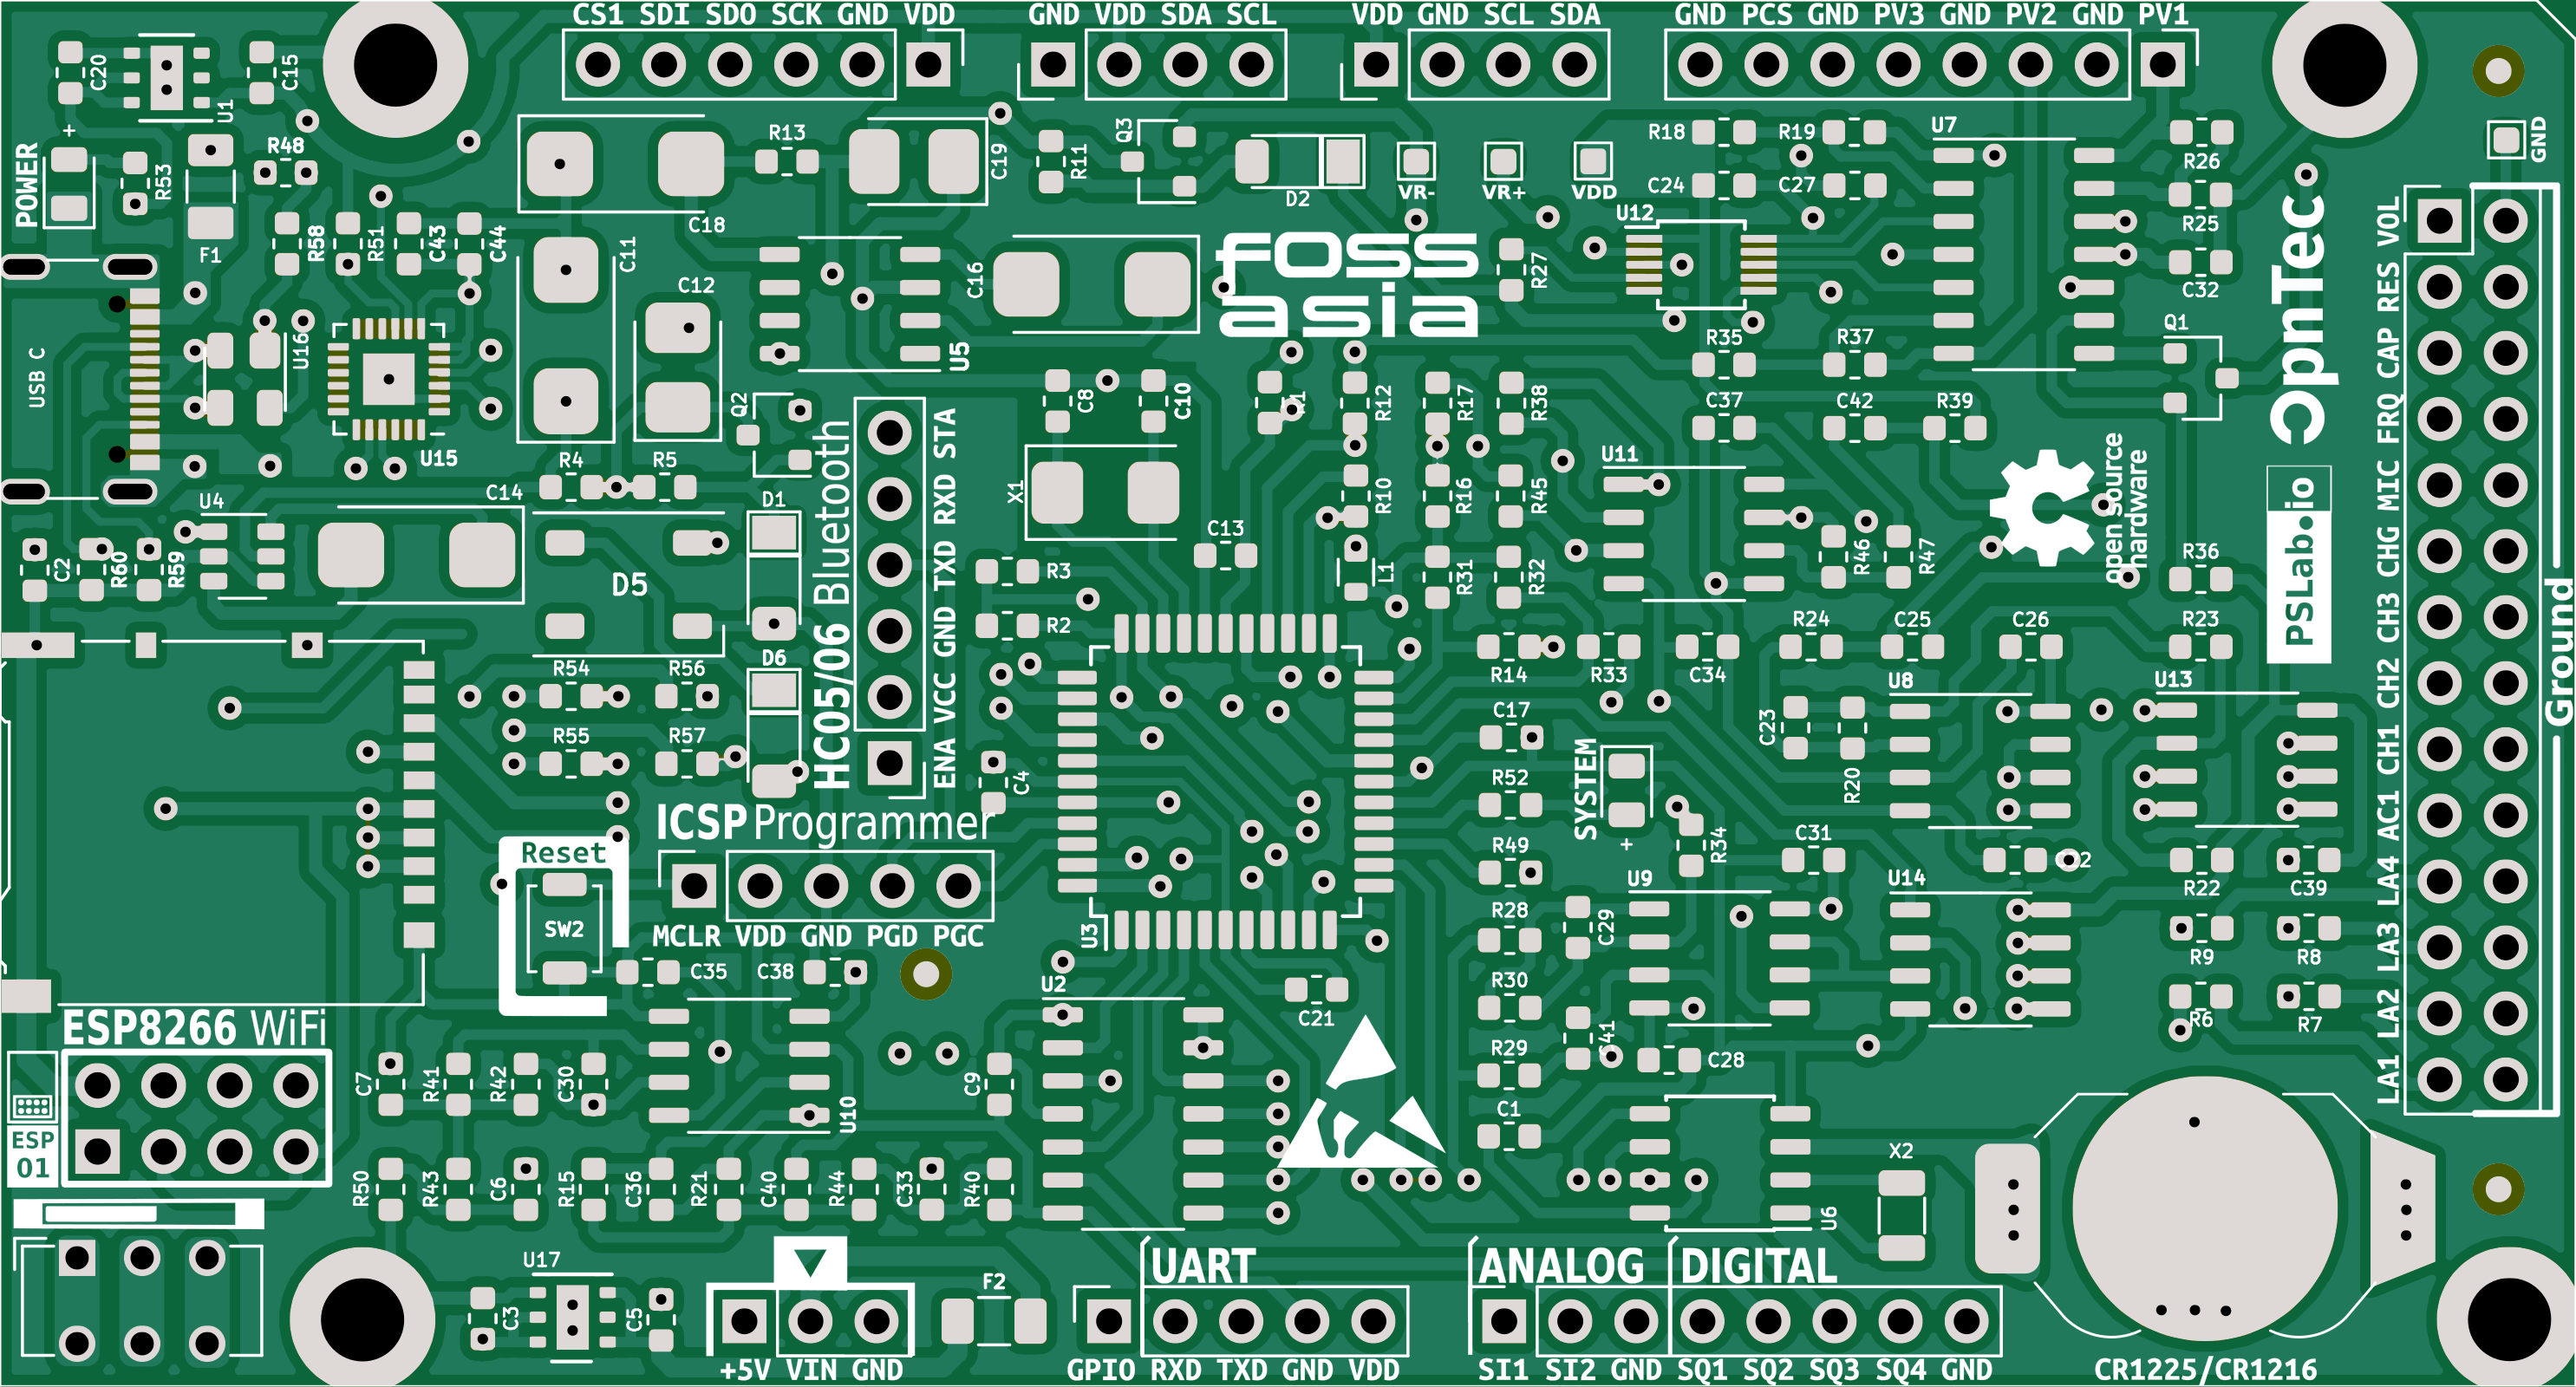 CS1 SDI SDO SCK GND VDD
GND VDD SDA SCL
VDD GND SCL SDA
GND PCS GND PV3 GND PV2 GND PV1
C20
U1
C15
+
POWER
R53
F1
R48
R58
R51
C43
C44
C18
R13
C19
R11
Q3
D2
VR-
VR+
VDD
R18
R19
C24
C27
U7
R26
R25
C32
GND
U12
C11
C12
C16
U5
foss
asia
R27
R35
R37
Q1
OpnTec
USB C
U16
U15
Q2
C8
C10
R12
R17
R38
C37
C42
R39
U11
open source
hardware
PSLab.io
U4
C14
R4
R5
D1
X1
C13
R10
R16
R45
R46
R47
R36
C2
R60
R59
D5
HC05/06 Bluetooth
ENA VCC GND TXD RXD STA
R3
R2
L1
R31
R32
R14
R33
C34
R24
C25
C26
R23
D6
R54
R56
R55
R57
C4
C17
R52
SYSTEM
+
R34
C23
R20
U8
U13
C31
R22
C39
ICSP Programmer
Reset
SW2
MCLR VDD GND PGD PGC
C35
C38
U3
R49
R28
R30
R29
C1
C29
U9
U14
R9
R8
R6
R7
C41
C28
LA1 LA2 LA3 LA4 AC1 CH1 CH2 CH3 CHG MIC FRQ CAP RES VOL
Ground
ESP8266 WiFi
ESP
01
C7
R41
R42
C30
U10
C9
U2
C21
R50
R43
C6
R15
C36
R21
C40
R44
C33
R40
U6
X2
U17
C3
C5
F2
+5V VIN GND
UART
GPIO RXD TXD GND VDD
ANALOG
DIGITAL
SI1 SI2 GND SQ1 SQ2 SQ3 SQ4 GND
CR1225/CR1216